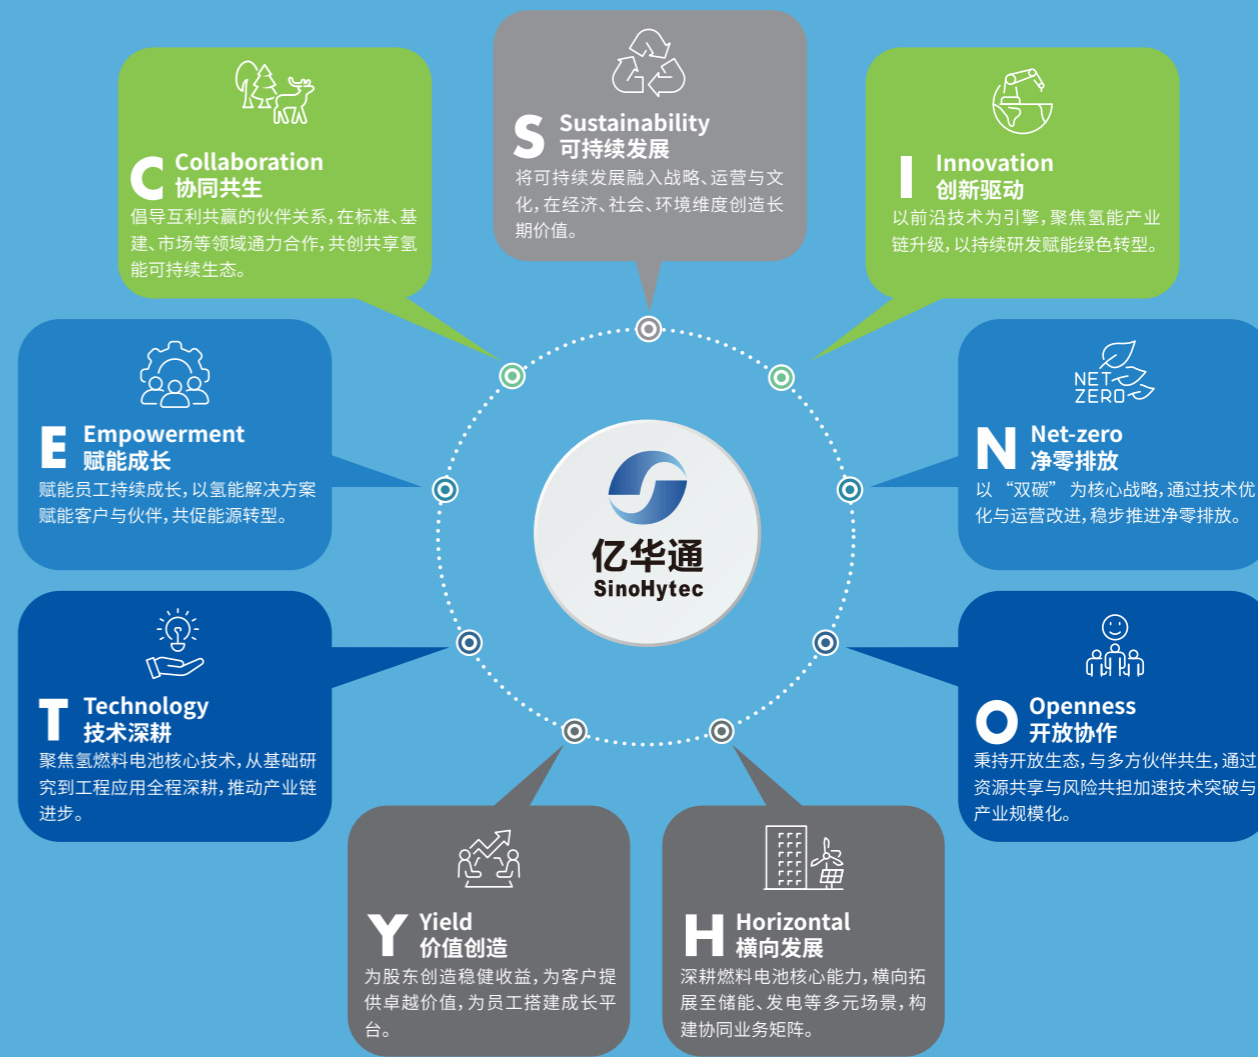 S
Sustainability
可持续发展
将可持续发展融入战略、运营与文
化，在经济、社会、环境维度创造长
期价值。
I
Innovation
创新驱动
以前沿技术为引擎，聚焦氢能产业
链升级，以持续研发赋能绿色转型。
NET
ZERO
N
Net-zero
净零排放
以 “双碳” 为核心战略，通过技术优
化与运营改进，稳步推进净零排放。
O
Openness
开放协作
秉持开放生态，与多方伙伴共生，通过
资源共享与风险共担加速技术突破与
产业规模化。
H
Horizontal
横向发展
深耕燃料电池核心能力，横向拓
展至储能、发电等多元场景，构
建协同业务矩阵。
Y
Yield
价值创造
为股东创造稳健收益，为客户提
供卓越价值，为员工搭建成长平
台。
T
Technology
技术深耕
聚焦氢燃料电池核心技术，从基础研
究到工程应用全程深耕，推动产业链
进步。
E
Empowerment
赋能成长
赋能员工持续成长，以氢能解决方案
赋能客户与伙伴，共促能源转型。
C
Collaboration
协同共生
倡导互利共赢的伙伴关系，在标准、基
建、市场等领域通力合作，共创共享氢
能可持续生态。
亿华通
SinoHytec